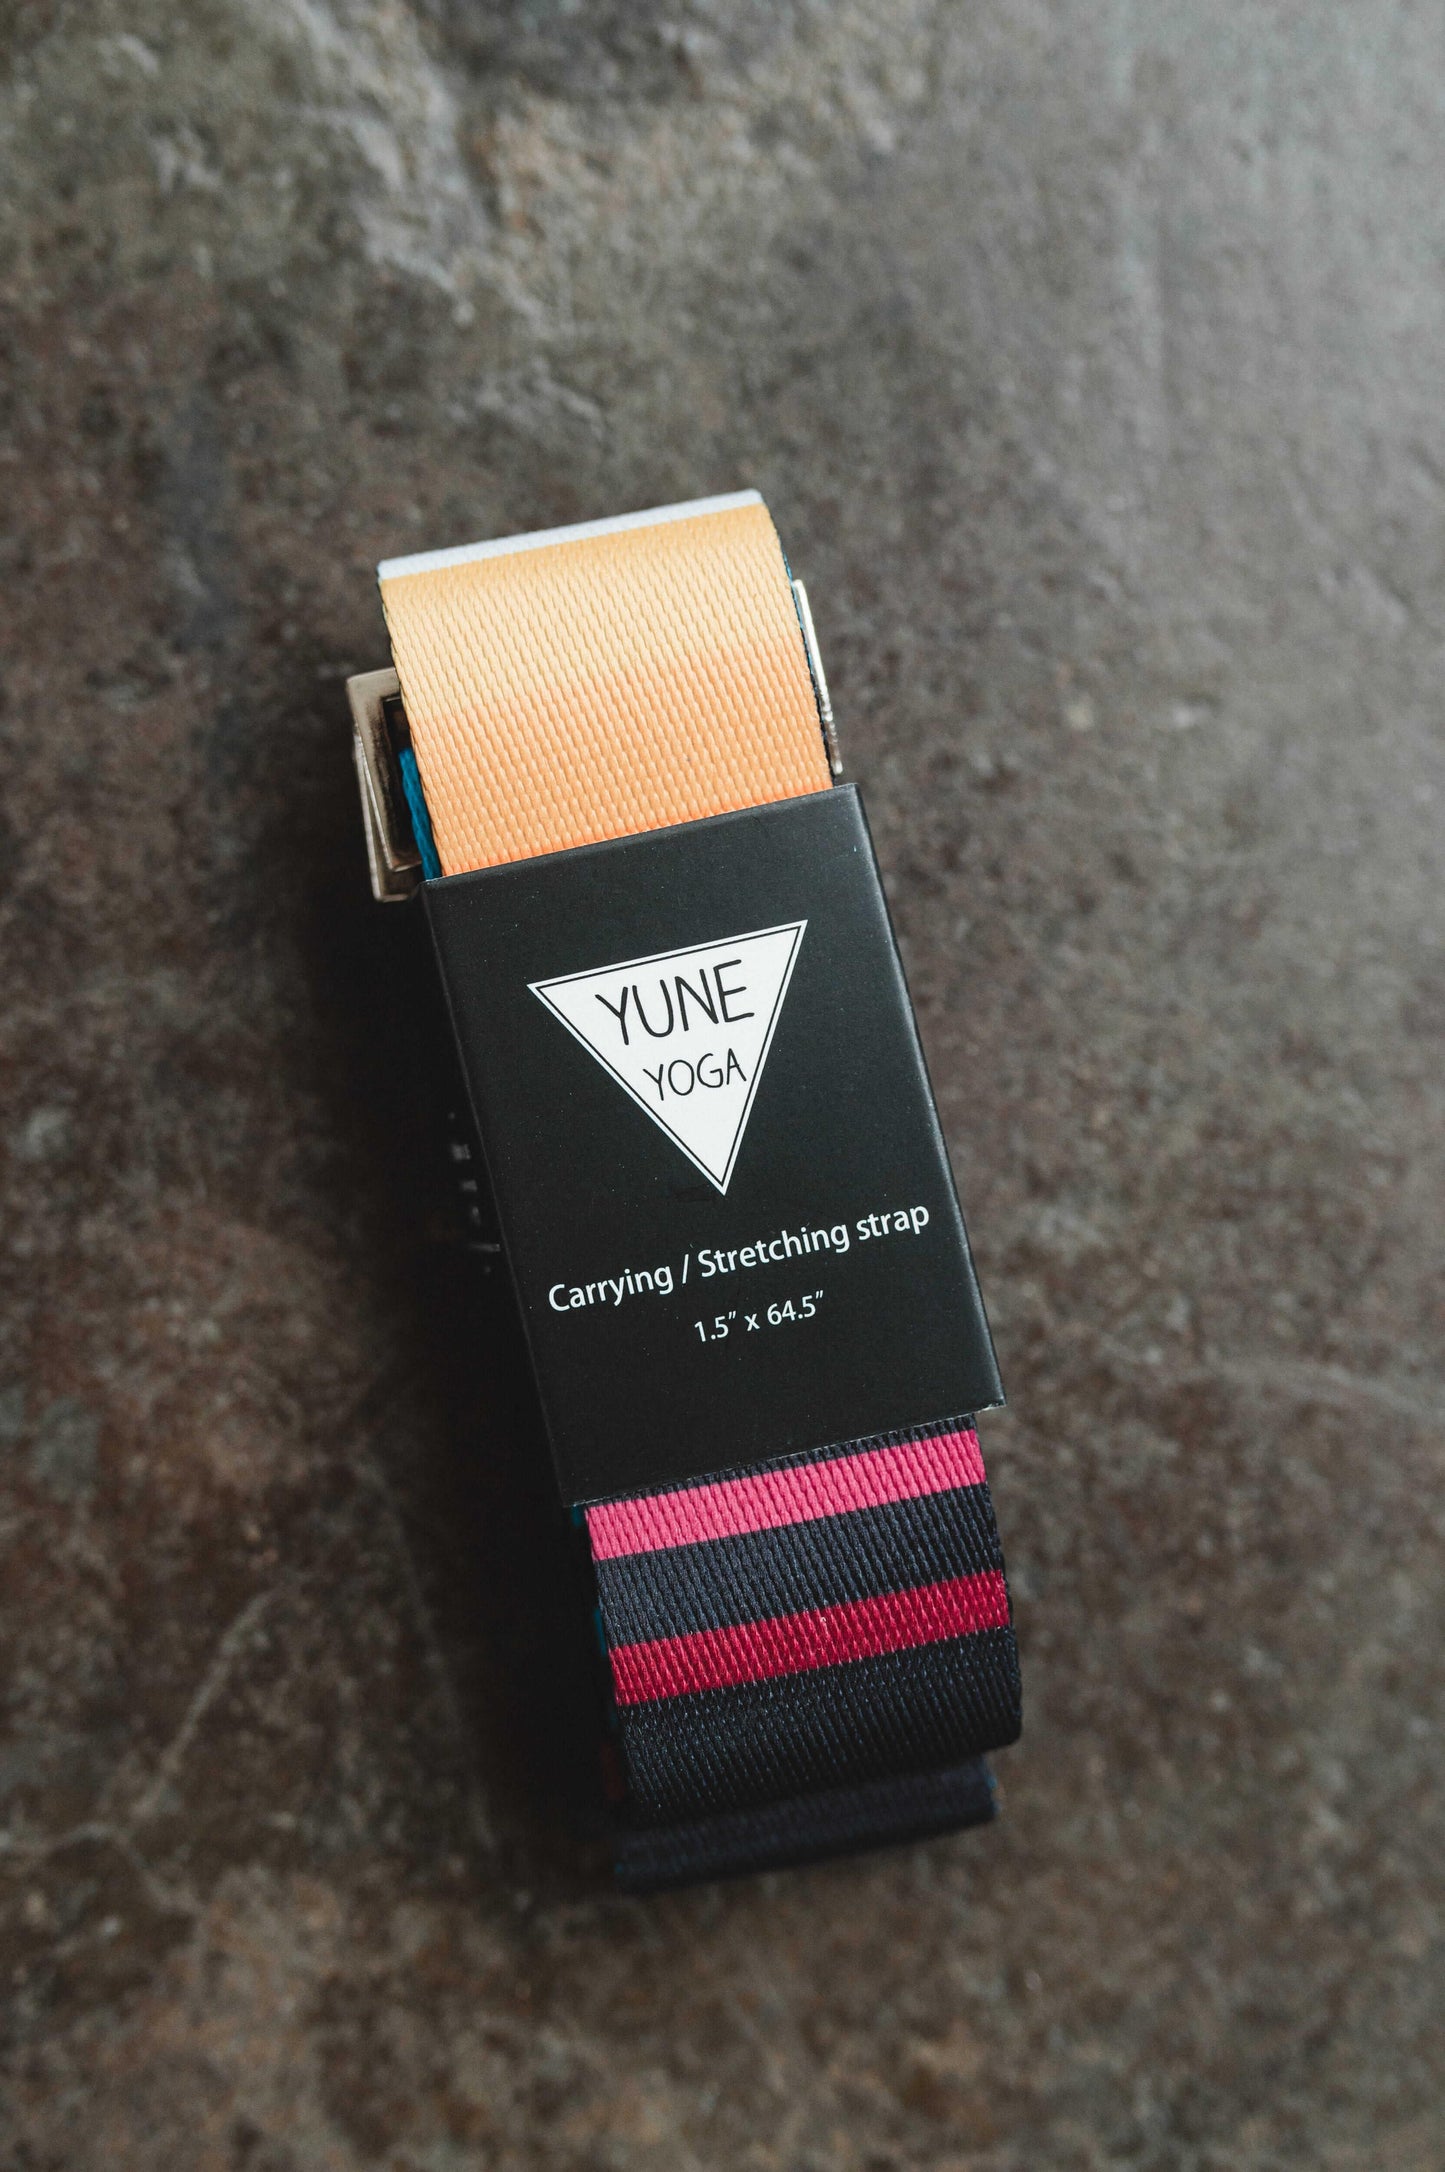 YUNE
YOGA
Carrying / Stretching strap
1.5” x 64.5”